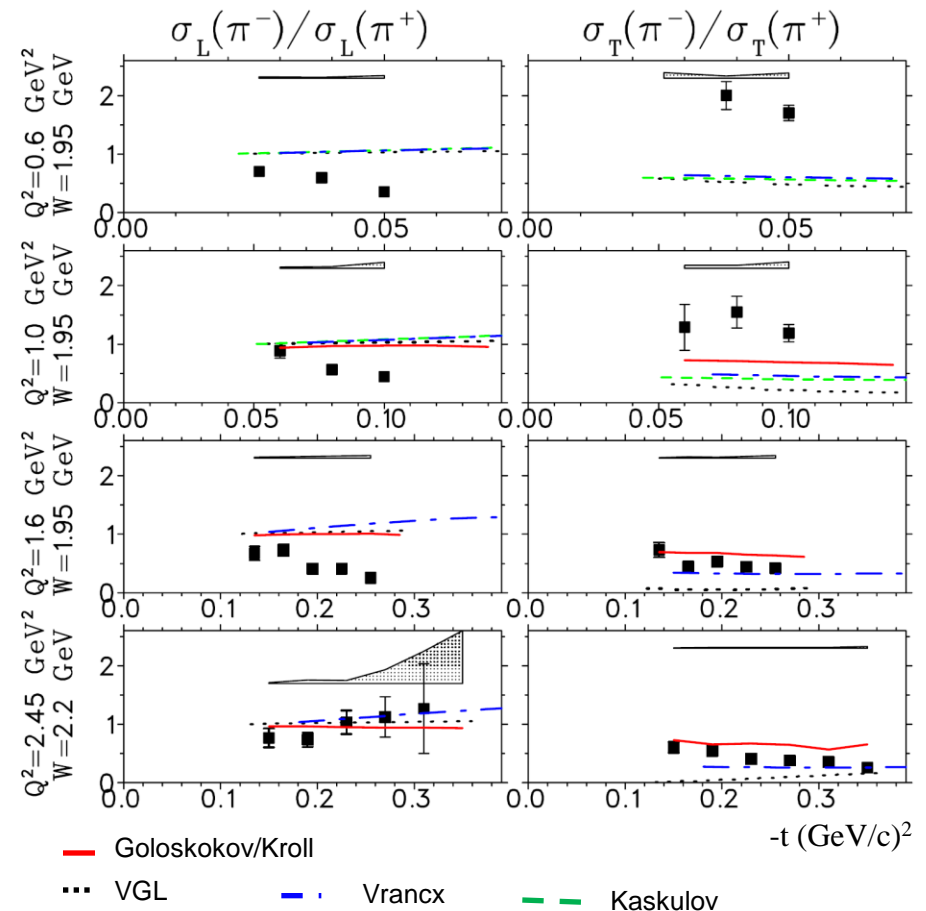 σ_L(π⁻)/σ_L(π⁺) σ_T(π⁻)/σ_T(π⁺)
Q²=0.6 GeV²
W=1.95 GeV
2
1
0
0.00 0.05 0.00 0.05
Q²=1.0 GeV²
W=1.95 GeV
2
1
0
0.00 0.05 0.10 0.00 0.05 0.10
Q²=1.6 GeV²
W=1.95 GeV
2
1
0
0.0 0.1 0.2 0.3 0.0 0.1 0.2 0.3
Q²=2.45 GeV²
W=2.2 GeV
2
1
0
0.0 0.1 0.2 0.3 0.0 0.1 0.2 0.3
-t (GeV/c)²
Goloskokov/Kroll
VGL Vrancx Kaskulov